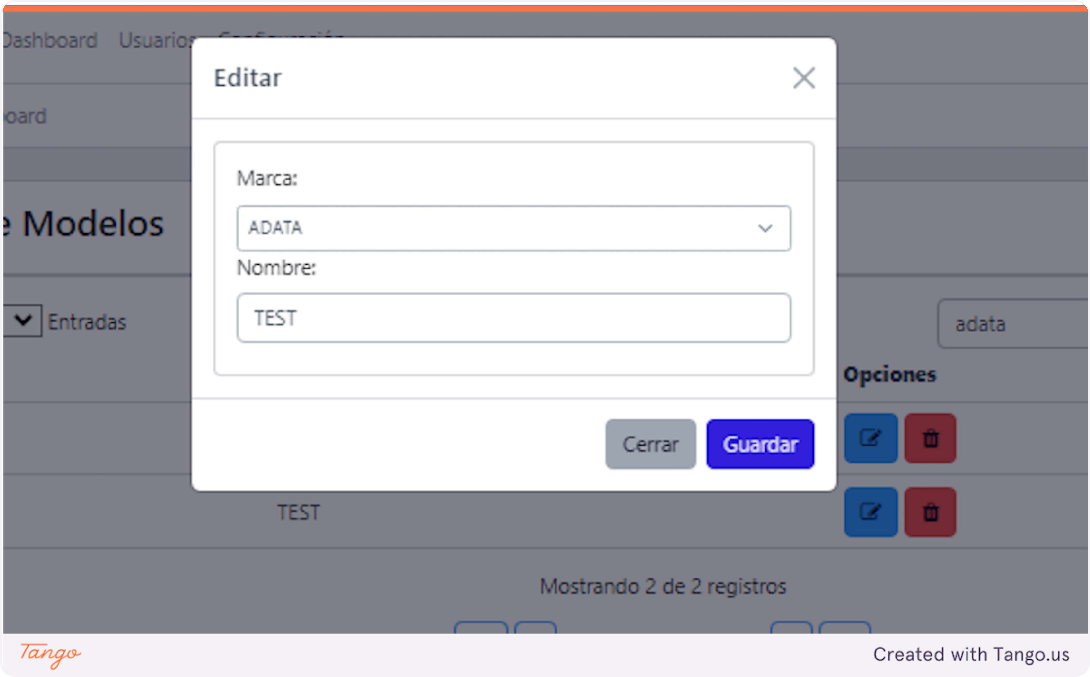 Dashboard Usuarios
Editar
board
Marca:
e Modelos
ADATA
Nombre:
TEST
Entradas
adata
Opciones
Cerrar
Guardar
TEST
Mostrando 2 de 2 registros
Tango
Created with Tango.us